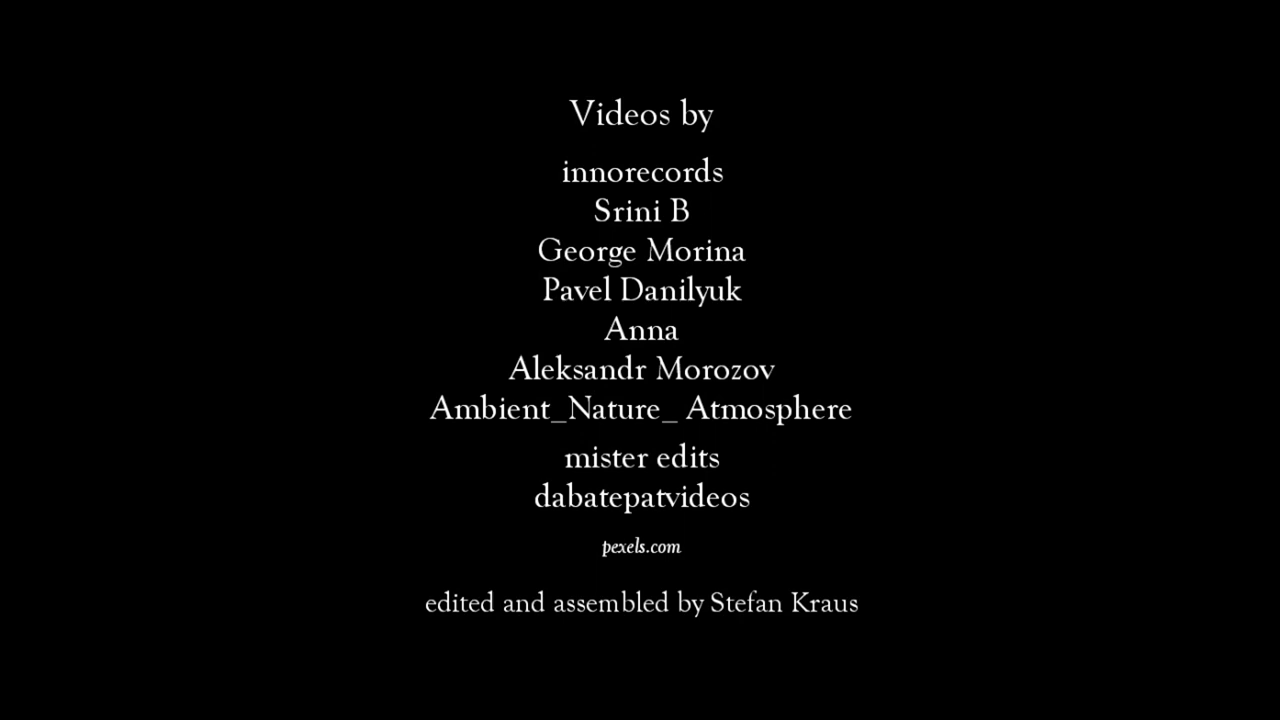 Videos by
innorecords
Srini B
George Morina
Pavel Danilyuk
Anna
Aleksandr Morozov
Ambient_Nature_ Atmosphere
mister edits
dabatepatvideos
pexels.com
edited and assembled by Stefan Kraus